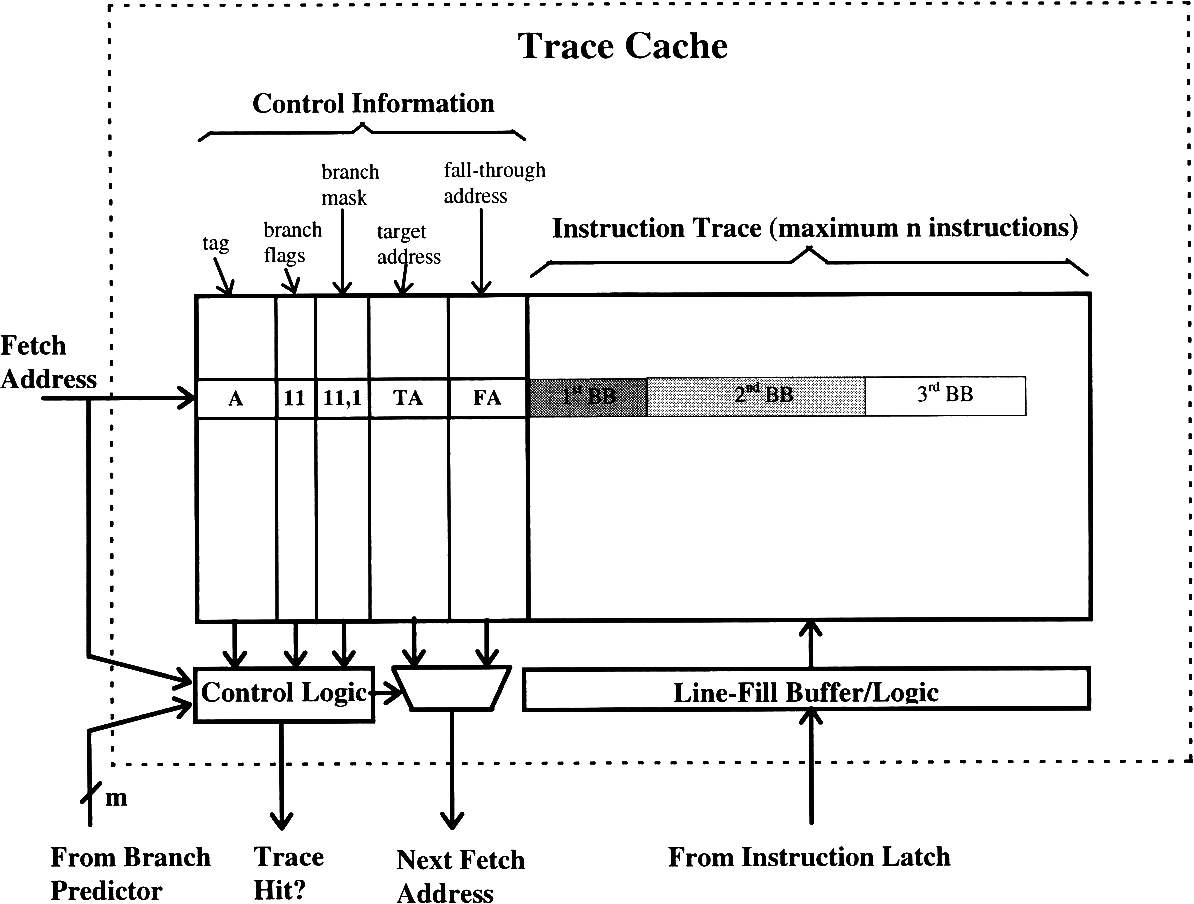 Trace Cache
Control Information
branch
mask
fall-through
address
Instruction Trace (maximum n instructions)
tag
branch
flags
target
address
Fetch
Address
A
11
11,1
TA
FA
1st BB
2nd BB
3rd BB
Control Logic
Line-Fill Buffer/Logic
m
From Branch
Predictor
Trace
Hit?
Next Fetch
Address
From Instruction Latch